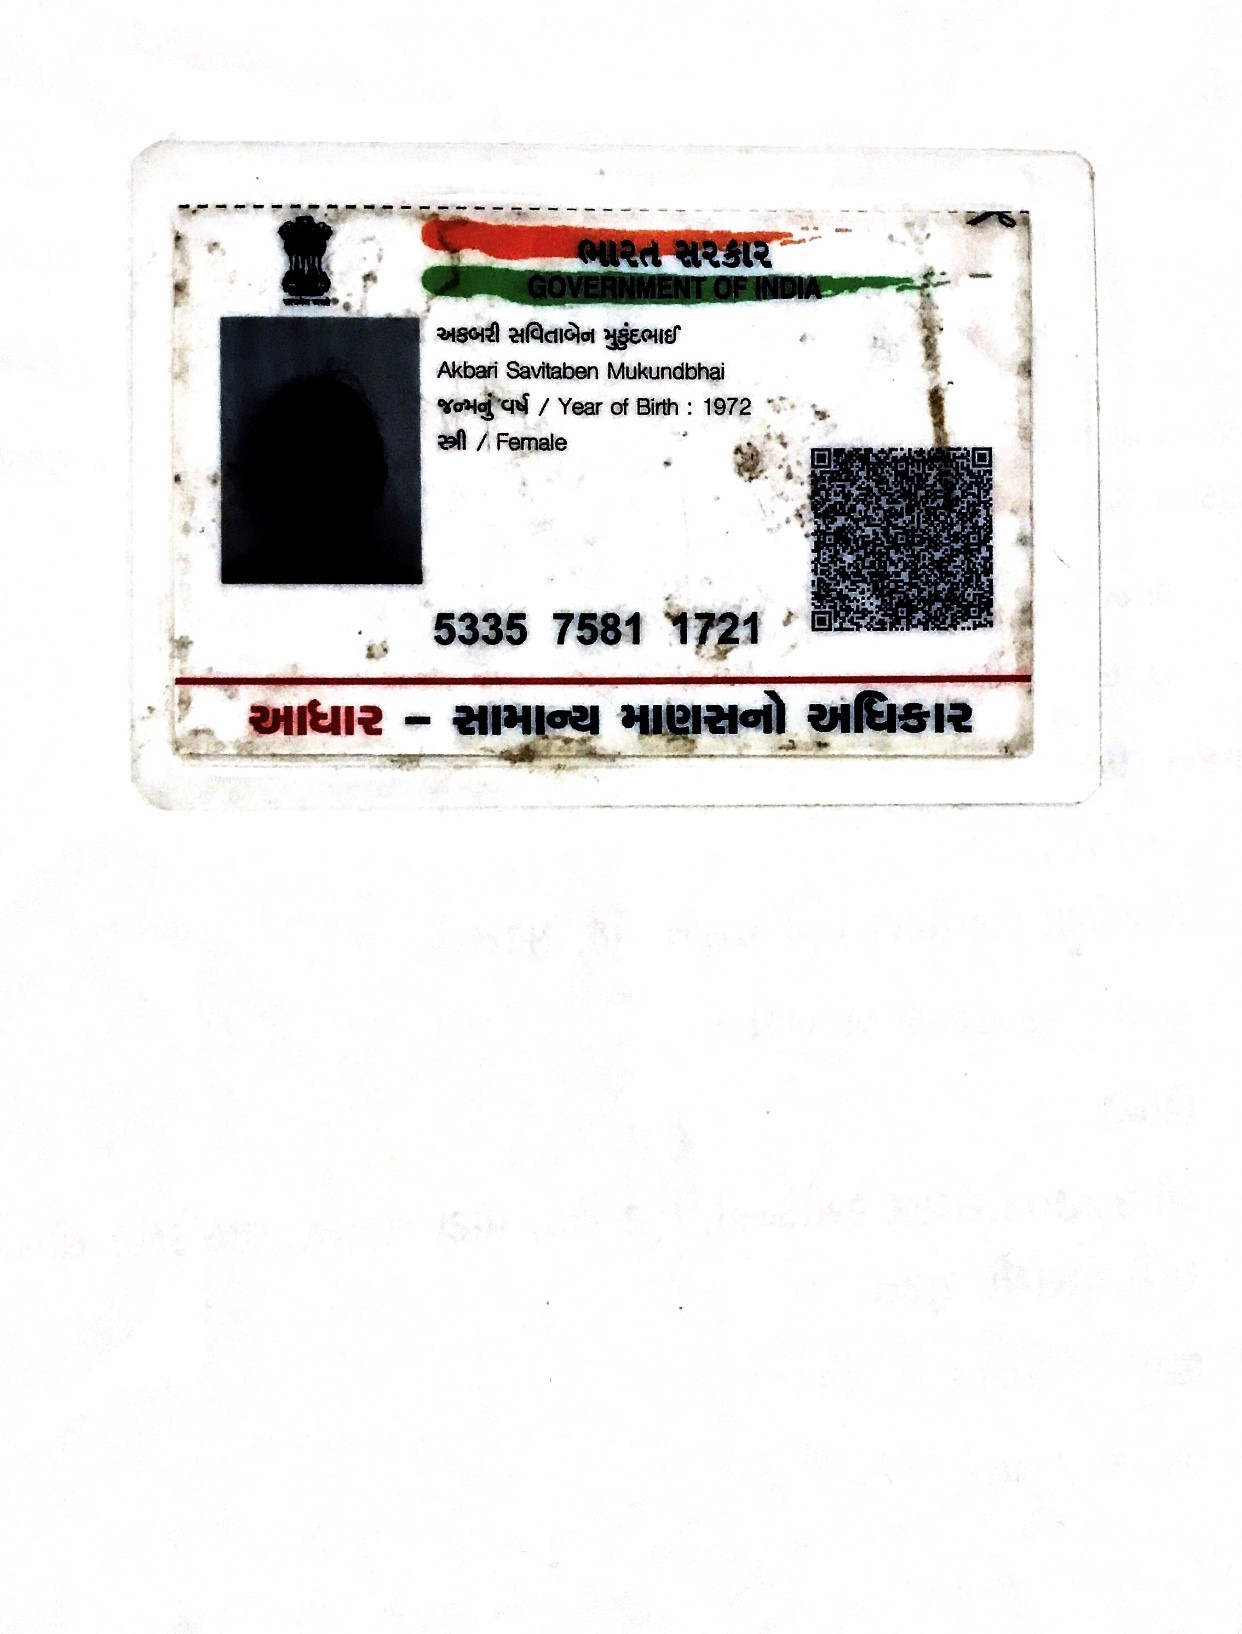 ભારત સરકાર
GOVERNMENT OF INDIA
અકબરી સવિતાબેન મુકુંદભાઈ
Akbari Savitaben Mukundbhai
જન્મનું વર્ષ / Year of Birth : 1972
સ્ત્રી / Female
5335 7581 1721
આધાર – સામાન્ય માણસનો અધિકાર